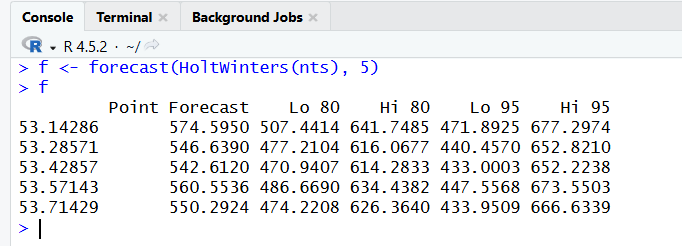 Console Terminal Background Jobs
R 4.5.2 · ~/
> f <- forecast(HoltWinters(nts), 5)
> f
Point Forecast Lo 80 Hi 80 Lo 95 Hi 95
53.14286 574.5950 507.4414 641.7485 471.8925 677.2974
53.28571 546.6390 477.2104 616.0677 440.4570 652.8210
53.42857 542.6120 470.9407 614.2833 433.0003 652.2238
53.57143 560.5536 486.6690 634.4382 447.5568 673.5503
53.71429 550.2924 474.2208 626.3640 433.9509 666.6339
>